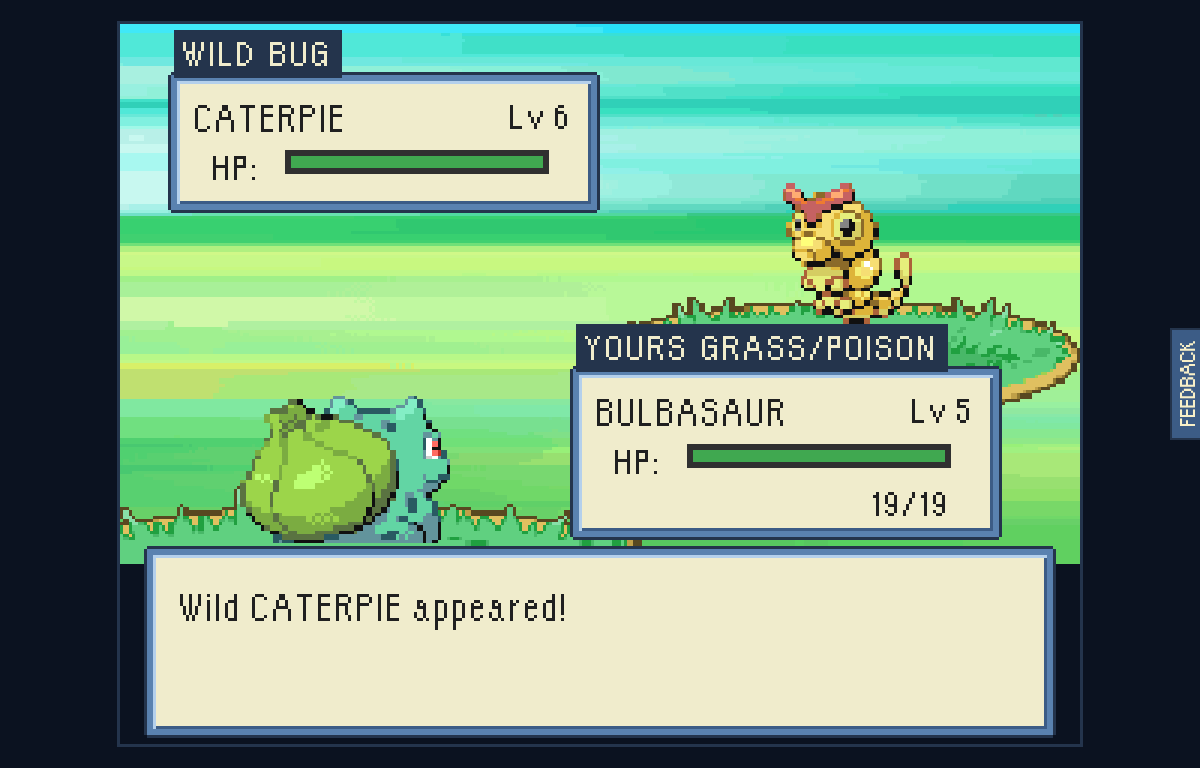 WILD BUG
CATERPIE Lv 6
HP:
YOURS GRASS/POISON
BULBASAUR Lv 5
HP:
19/19
Wild CATERPIE appeared!
FEEDBACK